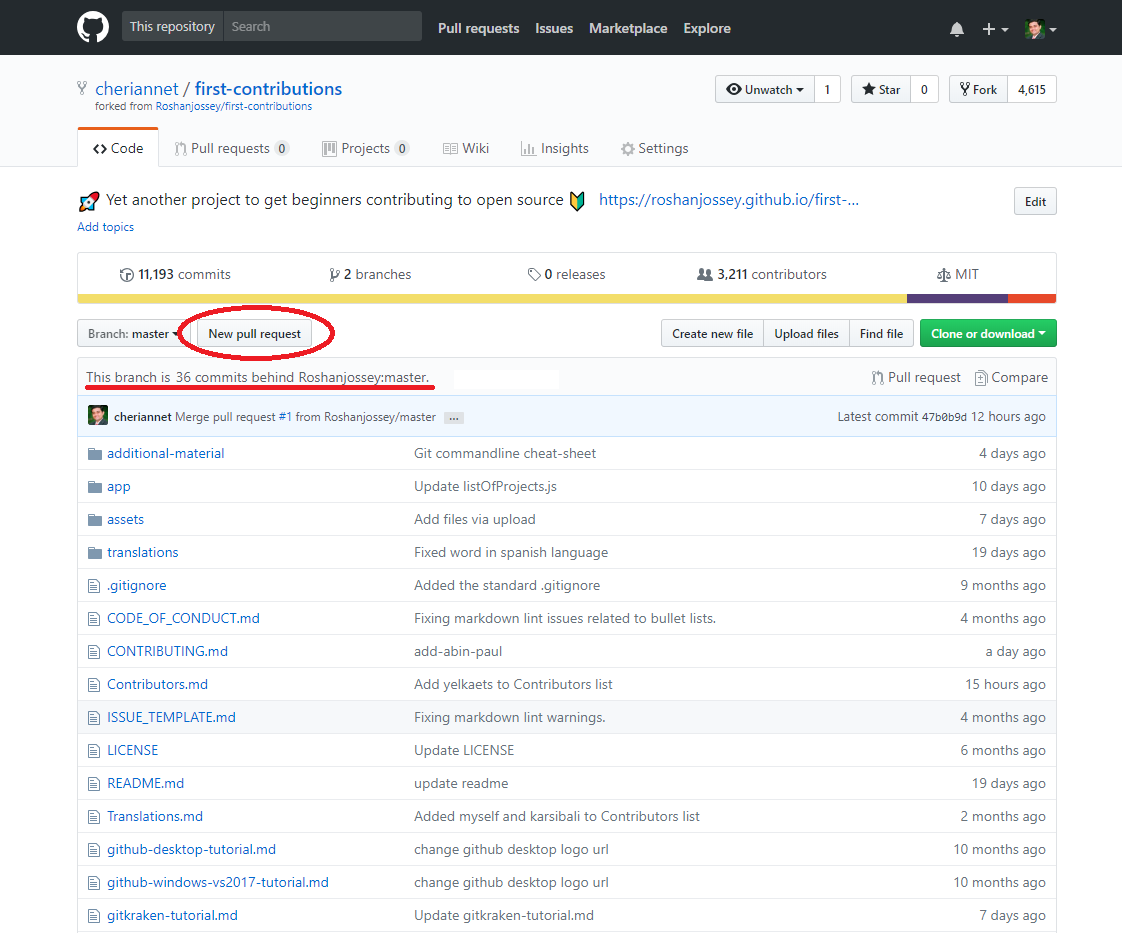 This repository Search Pull requests Issues Marketplace Explore
cheriannet / first-contributions Unwatch 1 Star 0 Fork 4,615
forked from Roshanjossey/first-contributions
Code Pull requests 0 Projects 0 Wiki Insights Settings
Yet another project to get beginners contributing to open source https://roshanjossey.github.io/first-... Edit
Add topics
11,193 commits 2 branches 0 releases 3,211 contributors MIT
Branch: master New pull request Create new file Upload files Find file Clone or download
This branch is 36 commits behind Roshanjossey:master. Pull request Compare
cheriannet Merge pull request #1 from Roshanjossey/master ... Latest commit 47b0b9d 12 hours ago
additional-material Git commandline cheat-sheet 4 days ago
app Update listOfProjects.js 10 days ago
assets Add files via upload 7 days ago
translations Fixed word in spanish language 19 days ago
.gitignore Added the standard .gitignore 9 months ago
CODE_OF_CONDUCT.md Fixing markdown lint issues related to bullet lists. 4 months ago
CONTRIBUTING.md add-abin-paul a day ago
Contributors.md Add yelkaets to Contributors list 15 hours ago
ISSUE_TEMPLATE.md Fixing markdown lint warnings. 4 months ago
LICENSE Update LICENSE 6 months ago
README.md update readme 19 days ago
Translations.md Added myself and karsibali to Contributors list 2 months ago
github-desktop-tutorial.md change github desktop logo url 10 months ago
github-windows-vs2017-tutorial.md change github desktop logo url 10 months ago
gitkraken-tutorial.md Update gitkraken-tutorial.md 7 days ago